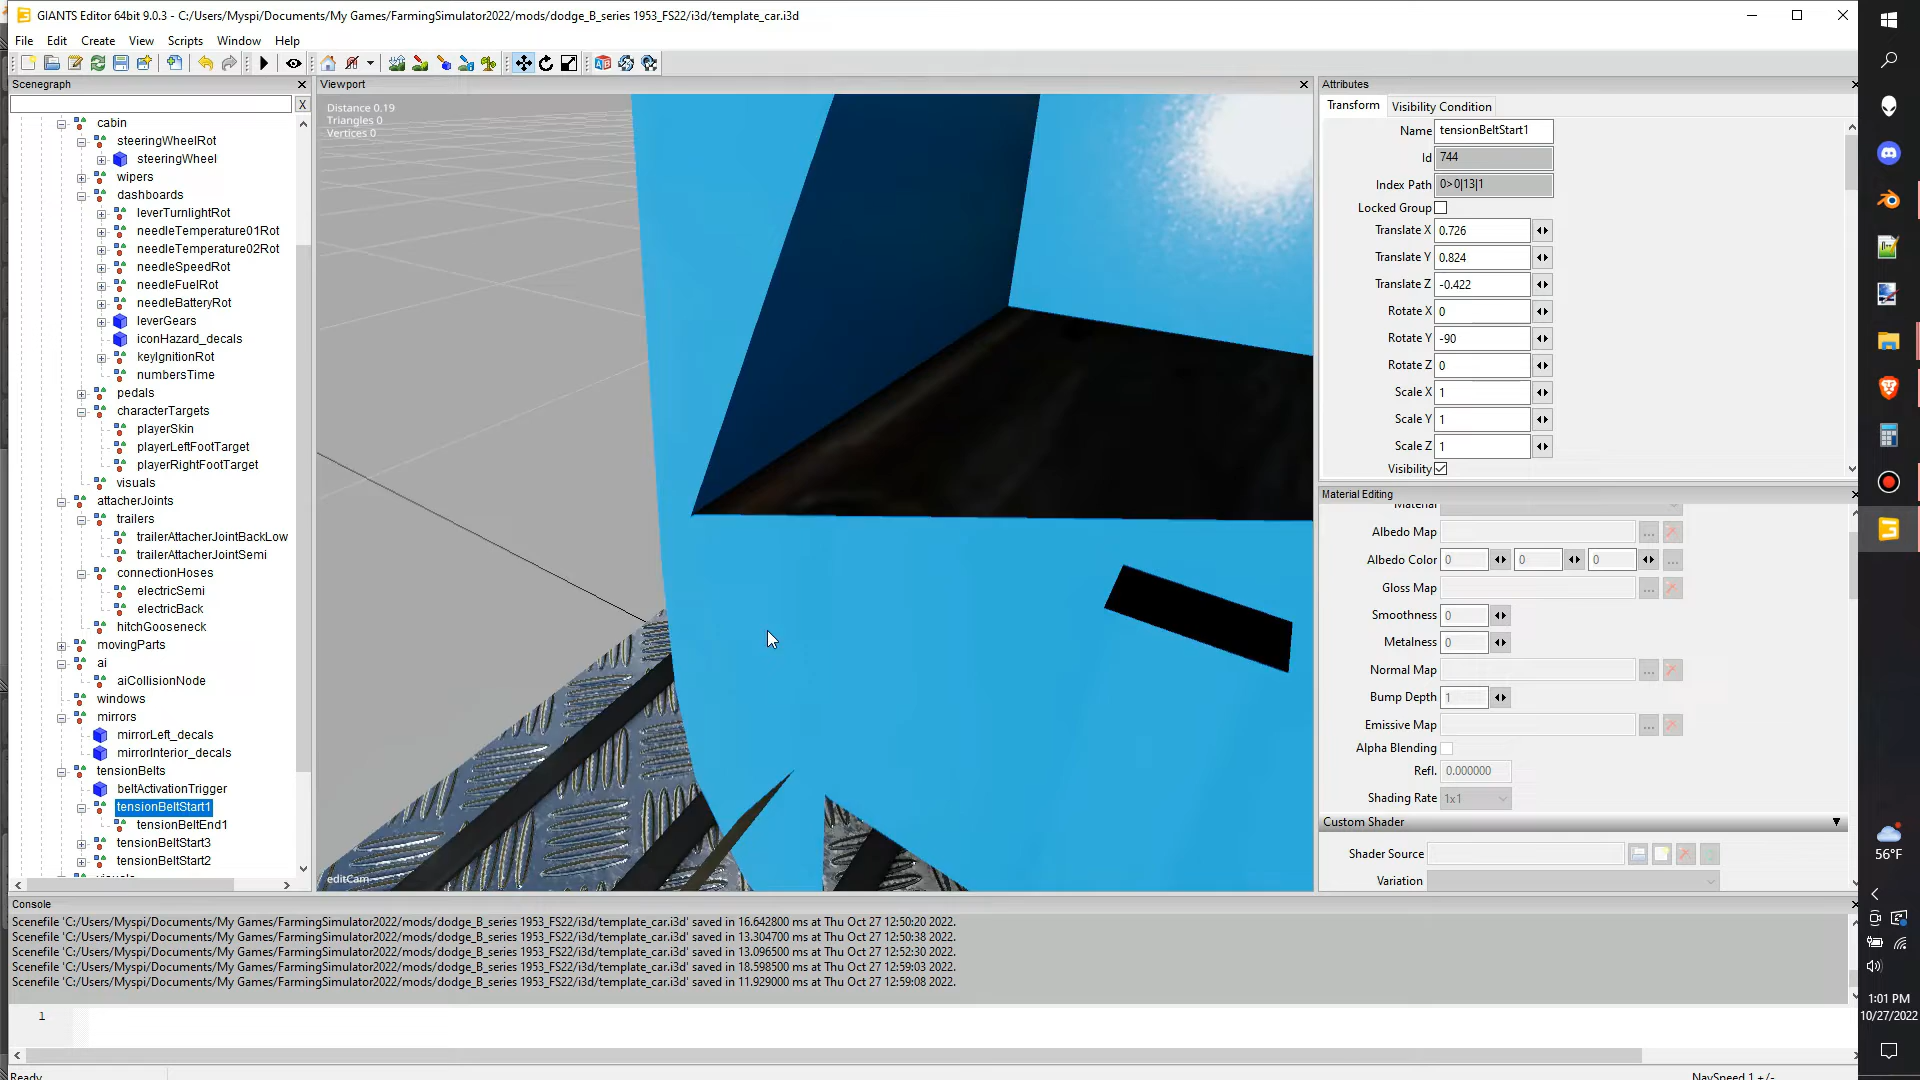 GIANTS Editor 64bit 9.0.3 - C:/Users/Myspi/Documents/My Games/FarmingSimulator2022/mods/dodge_B_series 1953_FS22/i3d/template_car.i3d
File Edit Create View Scripts Window Help
Scenegraph
X
cabin
steeringWheelRot
steeringWheel
wipers
dashboards
leverTurnlightRot
needleTemperature01Rot
needleTemperature02Rot
needleSpeedRot
needleFuelRot
needleBatteryRot
leverGears
iconHazard_decals
keyIgnitionRot
numbersTime
pedals
characterTargets
playerSkin
playerLeftFootTarget
playerRightFootTarget
visuals
attacherJoints
trailers
trailerAttacherJointBackLow
trailerAttacherJointSemi
connectionHoses
electricSemi
electricBack
hitchGooseneck
movingParts
ai
aiCollisionNode
windows
mirrors
mirrorLeft_decals
mirrorInterior_decals
tensionBelts
beltActivationTrigger
tensionBeltStart1
tensionBeltEnd1
tensionBeltStart3
tensionBeltStart2
Viewport
Distance 0.19
Triangles 0
Vertices 0
editCam
Attributes
Transform Visibility Condition
Name tensionBeltStart1
Id 744
Index Path 0>0|13|1
Locked Group
Translate X 0.726
Translate Y 0.824
Translate Z -0.422
Rotate X 0
Rotate Y -90
Rotate Z 0
Scale X 1
Scale Y 1
Scale Z 1
Visibility
Material Editing
Material
Albedo Map ...
Albedo Color 0 0 0 ...
Gloss Map ...
Smoothness 0
Metalness 0
Normal Map ...
Bump Depth 1
Emissive Map ...
Alpha Blending
Refl. 0.000000
Shading Rate 1x1
Custom Shader
Shader Source
Variation
Console
Scenefile 'C:/Users/Myspi/Documents/My Games/FarmingSimulator2022/mods/dodge_B_series 1953_FS22/i3d/template_car.i3d' saved in 16.642800 ms at Thu Oct 27 12:50:20 2022.
Scenefile 'C:/Users/Myspi/Documents/My Games/FarmingSimulator2022/mods/dodge_B_series 1953_FS22/i3d/template_car.i3d' saved in 13.304700 ms at Thu Oct 27 12:50:38 2022.
Scenefile 'C:/Users/Myspi/Documents/My Games/FarmingSimulator2022/mods/dodge_B_series 1953_FS22/i3d/template_car.i3d' saved in 13.096500 ms at Thu Oct 27 12:52:30 2022.
Scenefile 'C:/Users/Myspi/Documents/My Games/FarmingSimulator2022/mods/dodge_B_series 1953_FS22/i3d/template_car.i3d' saved in 18.598500 ms at Thu Oct 27 12:59:03 2022.
Scenefile 'C:/Users/Myspi/Documents/My Games/FarmingSimulator2022/mods/dodge_B_series 1953_FS22/i3d/template_car.i3d' saved in 11.929000 ms at Thu Oct 27 12:59:08 2022.
1
Ready
NavSpeed 1 +/-
56°F
1:01 PM
10/27/2022